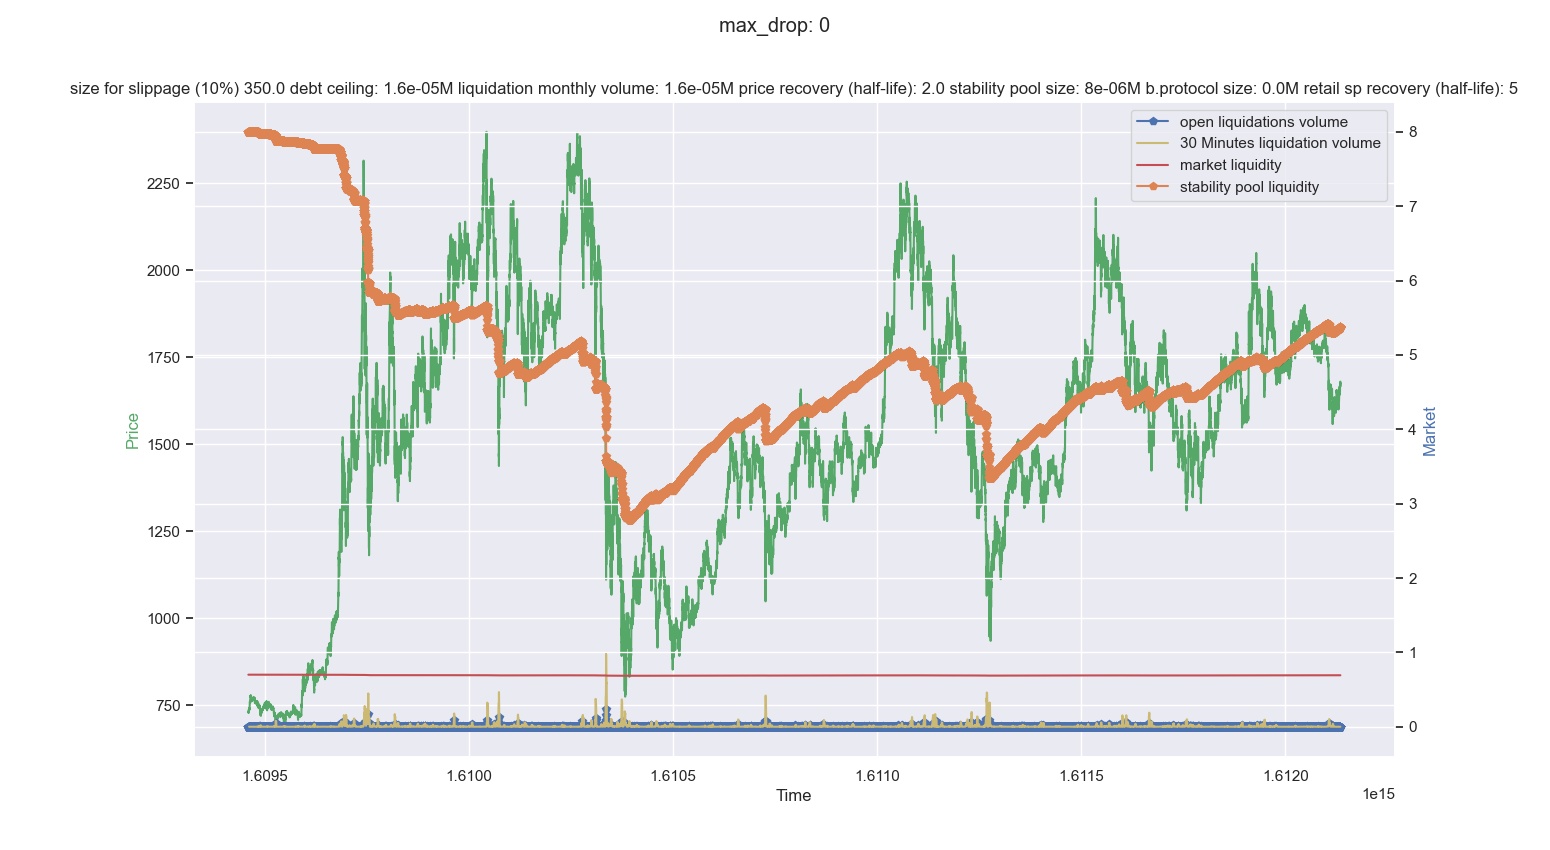 max_drop: 0
size for slippage (10%) 350.0 debt ceiling: 1.6e-05M liquidation monthly volume: 1.6e-05M price recovery (half-life): 2.0 stability pool size: 8e-06M b.protocol size: 0.0M retail sp recovery (half-life): 5
open liquidations volume
30 Minutes liquidation volume
market liquidity
stability pool liquidity
2250
2000
1750
1500
1250
1000
750
Price
8
7
6
5
4
3
2
1
0
Market
1.6095
1.6100
1.6105
1.6110
1.6115
1.6120
Time
1e15